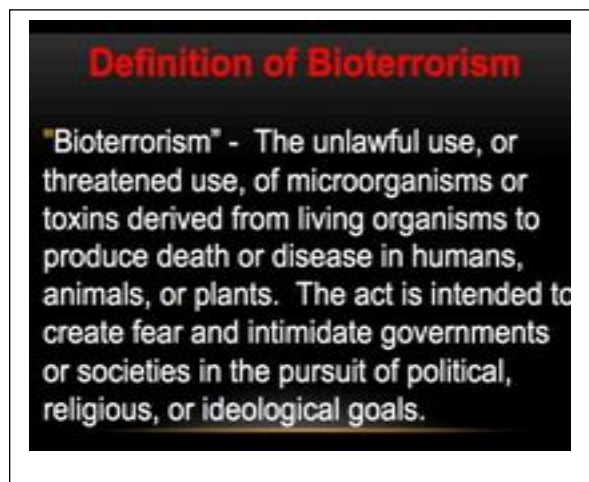 Definition of Bioterrorism
"Bioterrorism" - The unlawful use, or
threatened use, of microorganisms or
toxins derived from living organisms to
produce death or disease in humans,
animals, or plants. The act is intended to
create fear and intimidate governments
or societies in the pursuit of political,
religious, or ideological goals.